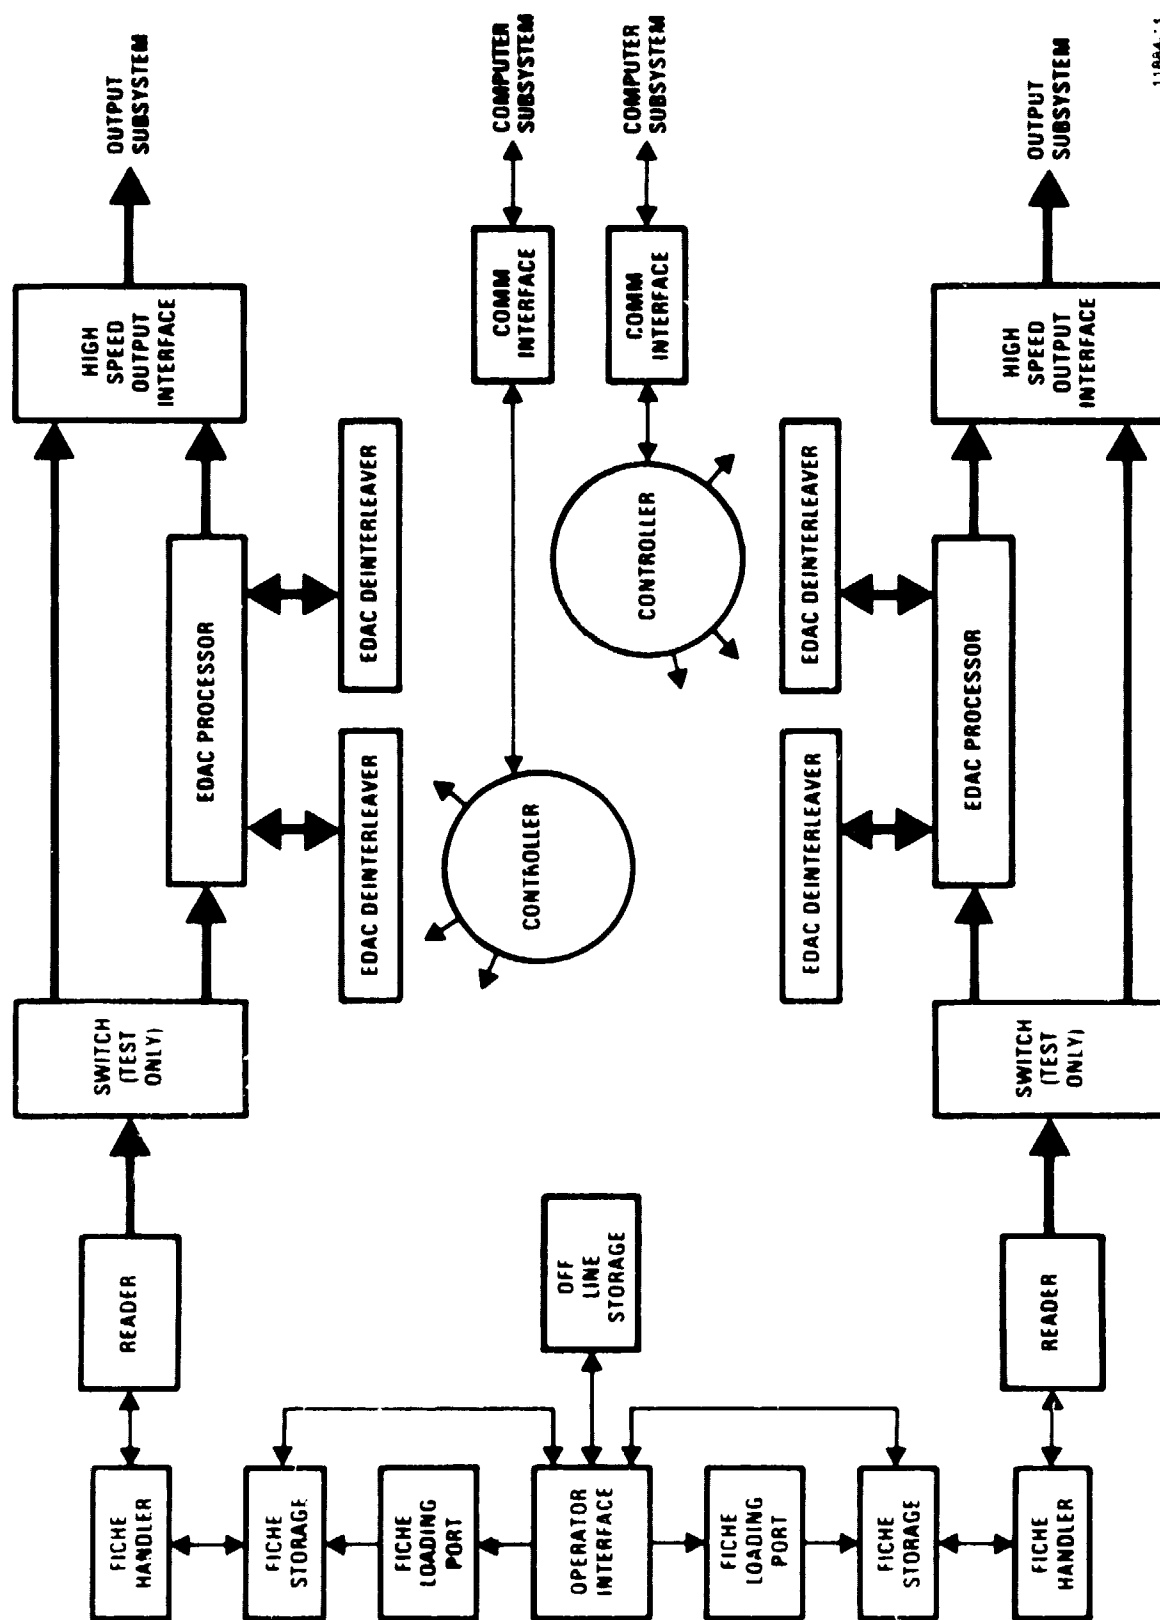 FICHE
HANDLER
READER
SWITCH
(TEST
ONLY)
HIGH
SPEED
OUTPUT
INTERFACE
OUTPUT
SUBSYSTEM
EDAC PROCESSOR
FICHE
STORAGE
EDAC DEINTERLEAVER
EDAC DEINTERLEAVER
FICHE
LOADING
PORT
CONTROLLER
COMM
INTERFACE
COMPUTER
SUBSYSTEM
OPERATOR
INTERFACE
OFF
LINE
STORAGE
CONTROLLER
COMM
INTERFACE
COMPUTER
SUBSYSTEM
FICHE
LOADING
PORT
EDAC DEINTERLEAVER
EDAC DEINTERLEAVER
FICHE
STORAGE
EDAC PROCESSOR
FICHE
HANDLER
READER
SWITCH
(TEST
ONLY)
HIGH
SPEED
OUTPUT
INTERFACE
OUTPUT
SUBSYSTEM